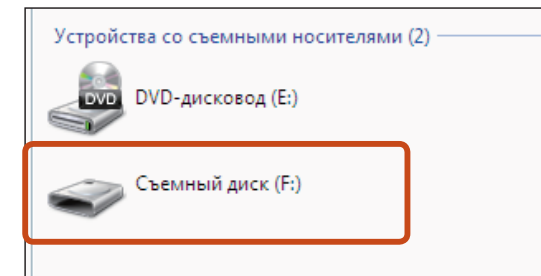 Устройства со съемными носителями (2)
DVD
DVD-дисковод (E:)
Съемный диск (F:)